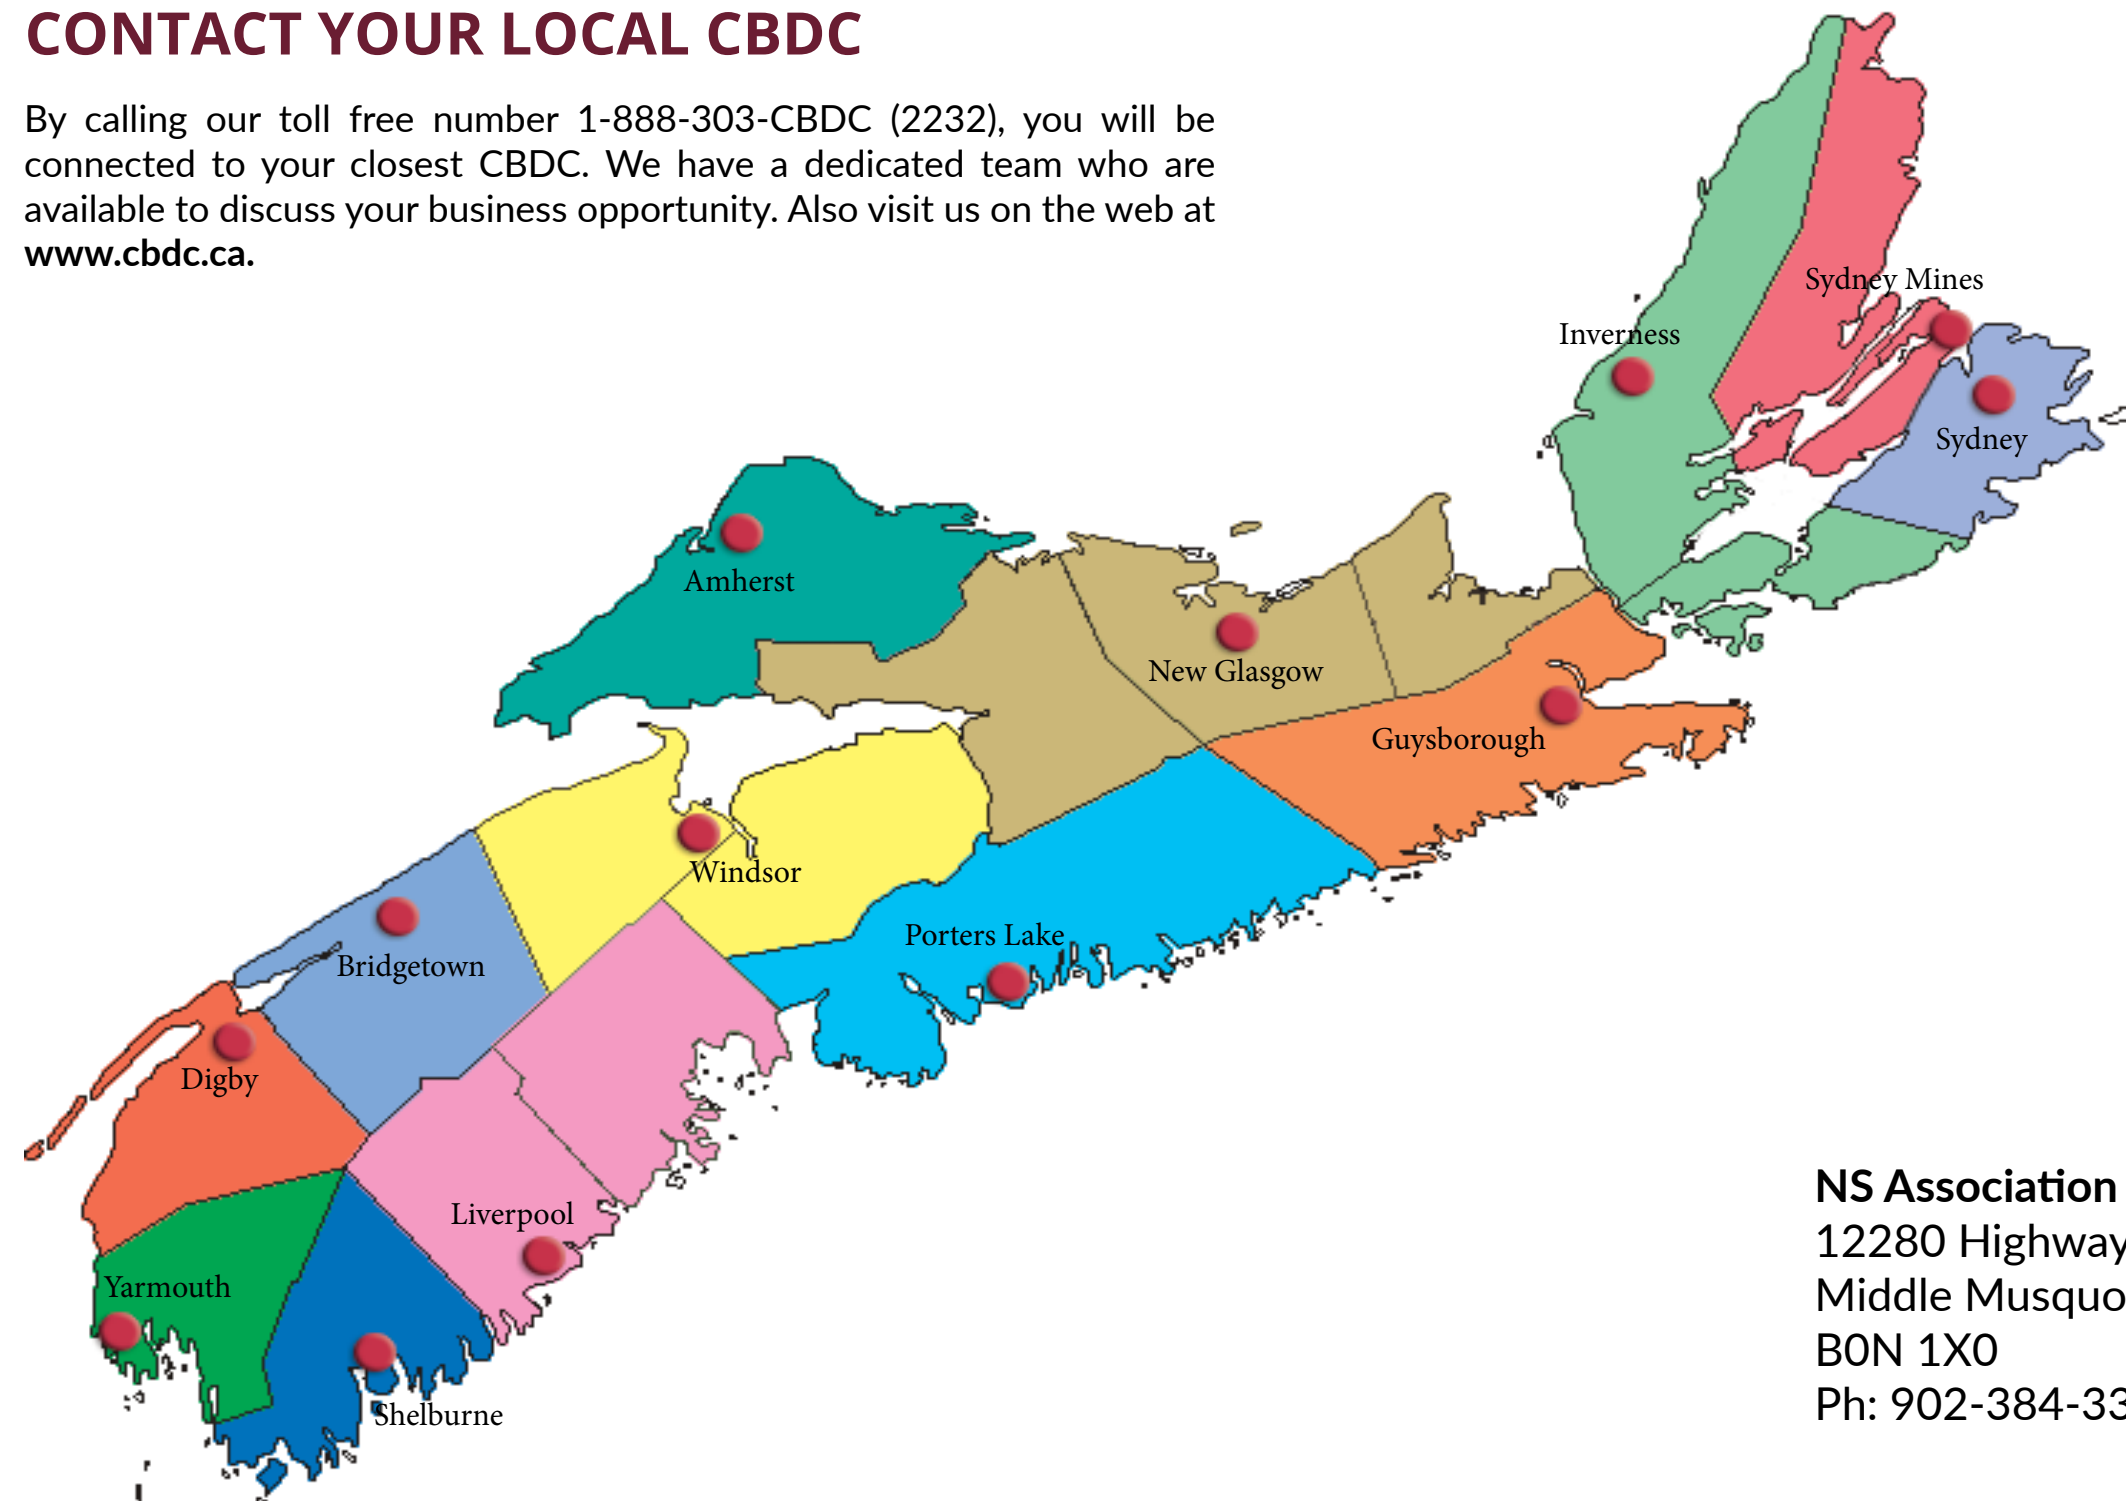 CONTACT YOUR LOCAL CBDC
By calling our toll free number 1-888-303-CBDC (2232), you will be
connected to your closest CBDC. We have a dedicated team who are
available to discuss your business opportunity. Also visit us on the web at
www.cbdc.ca.
Sydney Mines
Inverness
Sydney
Amherst
New Glasgow
Guysborough
Windsor
Porters Lake
Bridgetown
Digby
Liverpool
Yarmouth
Shelburne
NS Association
12280 Highway
Middle Musquo
B0N 1X0
Ph: 902-384-33